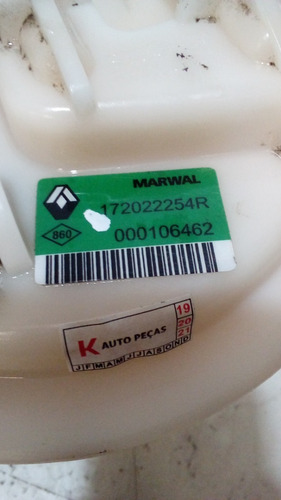 MARWAL
172022254R
860
000106462
19
20
21
K AUTO PEÇAS
J F M A M J J A S O N D